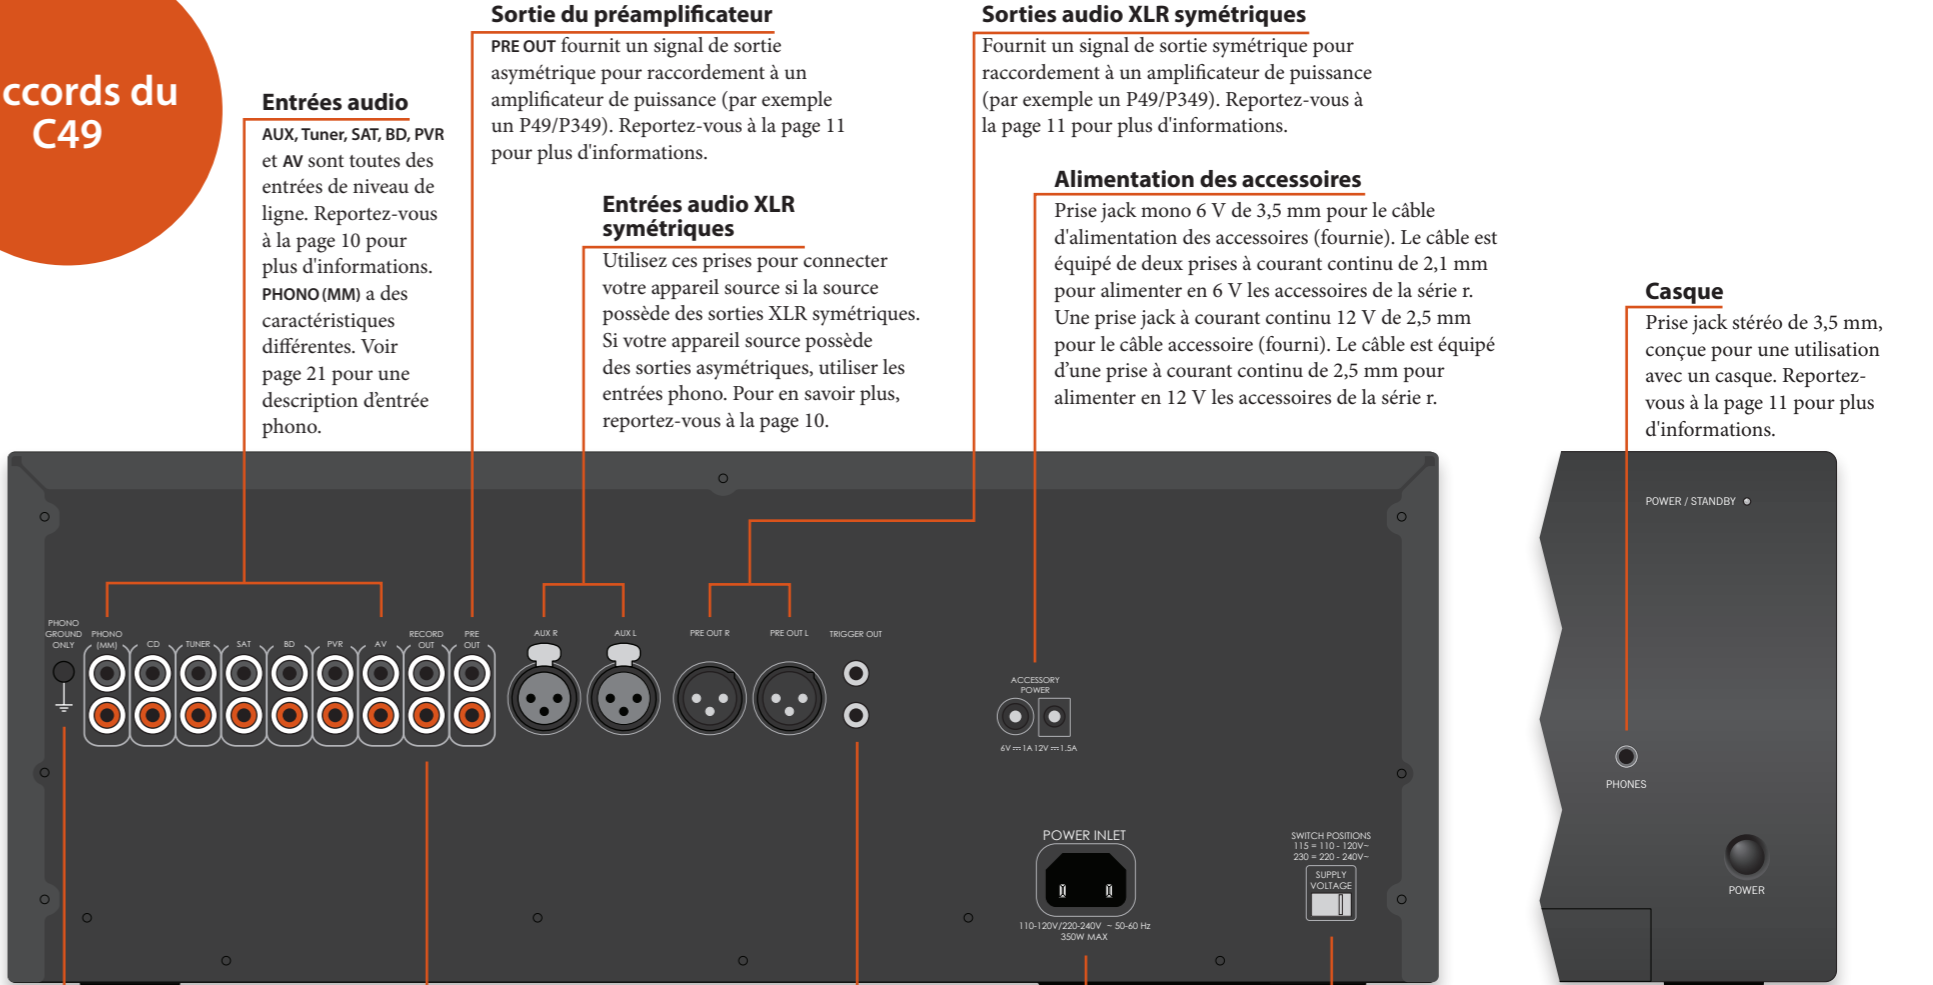 ccords du
C49
Entrées audio
AUX, Tuner, SAT, BD, PVR
et AV sont toutes des
entrées de niveau de
ligne. Reportez-vous
à la page 10 pour
plus d'informations.
PHONO (MM) a des
caractéristiques
différentes. Voir
page 21 pour une
description d'entrée
phono.
Sortie du préamplificateur
PRE OUT fournit un signal de sortie
asymétrique pour raccordement à un
amplificateur de puissance (par exemple
un P49/P349). Reportez-vous à la page 11
pour plus d'informations.
Entrées audio XLR
symétriques
Utilisez ces prises pour connecter
votre appareil source si la source
possède des sorties XLR symétriques.
Si votre appareil source possède
des sorties asymétriques, utiliser les
entrées phono. Pour en savoir plus,
reportez-vous à la page 10.
Sorties audio XLR symétriques
Fournit un signal de sortie symétrique pour
raccordement à un amplificateur de puissance
(par exemple un P49/P349). Reportez-vous à
la page 11 pour plus d'informations.
Alimentation des accessoires
Prise jack mono 6 V de 3,5 mm pour le câble
d'alimentation des accessoires (fournie). Le câble est
équipé de deux prises à courant continu de 2,1 mm
pour alimenter en 6 V les accessoires de la série r.
Une prise jack à courant continu 12 V de 2,5 mm
pour le câble accessoire (fourni). Le câble est équipé
d’une prise à courant continu de 2,5 mm pour
alimenter en 12 V les accessoires de la série r.
Casque
Prise jack stéréo de 3,5 mm,
conçue pour une utilisation
avec un casque. Reportez-
vous à la page 11 pour plus
d'informations.
PHONO
GROUND
ONLY
PHONO
(MM)
CD
TUNER
SAT
BD
PVR
AV
RECORD
OUT
PRE
OUT
AUX R
AUX L
PRE OUT R
PRE OUT L
TRIGGER OUT
ACCESSORY
POWER
6V ⎓ 1A 12V ⎓ 1.5A
POWER INLET
110-120V/220-240V ~ 50-60 Hz
350W MAX
SWITCH POSITIONS
115 = 110 - 120V~
230 = 220 - 240V~
SUPPLY
VOLTAGE
POWER / STANDBY
PHONES
POWER